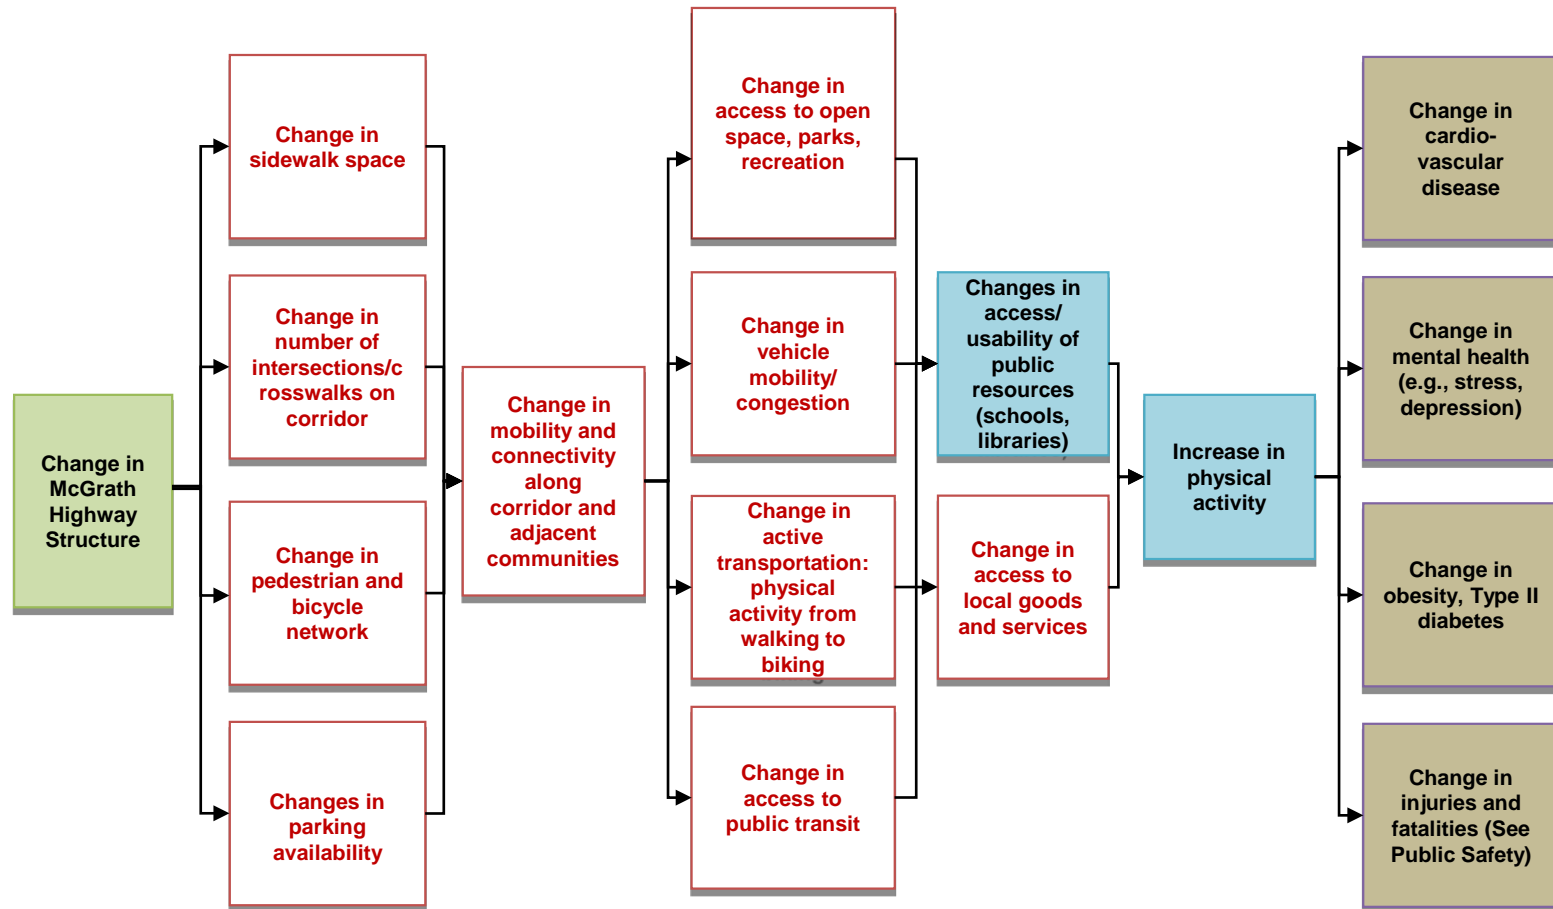 Change in
McGrath
Highway
Structure
Change in
sidewalk space
Change in
number of
intersections/c
rosswalks on
corridor
Change in
pedestrian and
bicycle
network
Changes in
parking
availability
Change in
mobility and
connectivity
along
corridor and
adjacent
communities
Change in
access to open
space, parks,
recreation
Change in
vehicle
mobility/
congestion
Change in
active
transportation:
physical
activity from
walking to
biking
Change in
access to
public transit
Changes in
access/
usability of
public
resources
(schools,
libraries)
Change in
access to
local goods
and services
Increase in
physical
activity
Change in
cardio-
vascular
disease
Change in
mental health
(e.g., stress,
depression)
Change in
obesity, Type II
diabetes
Change in
injuries and
fatalities (See
Public Safety)